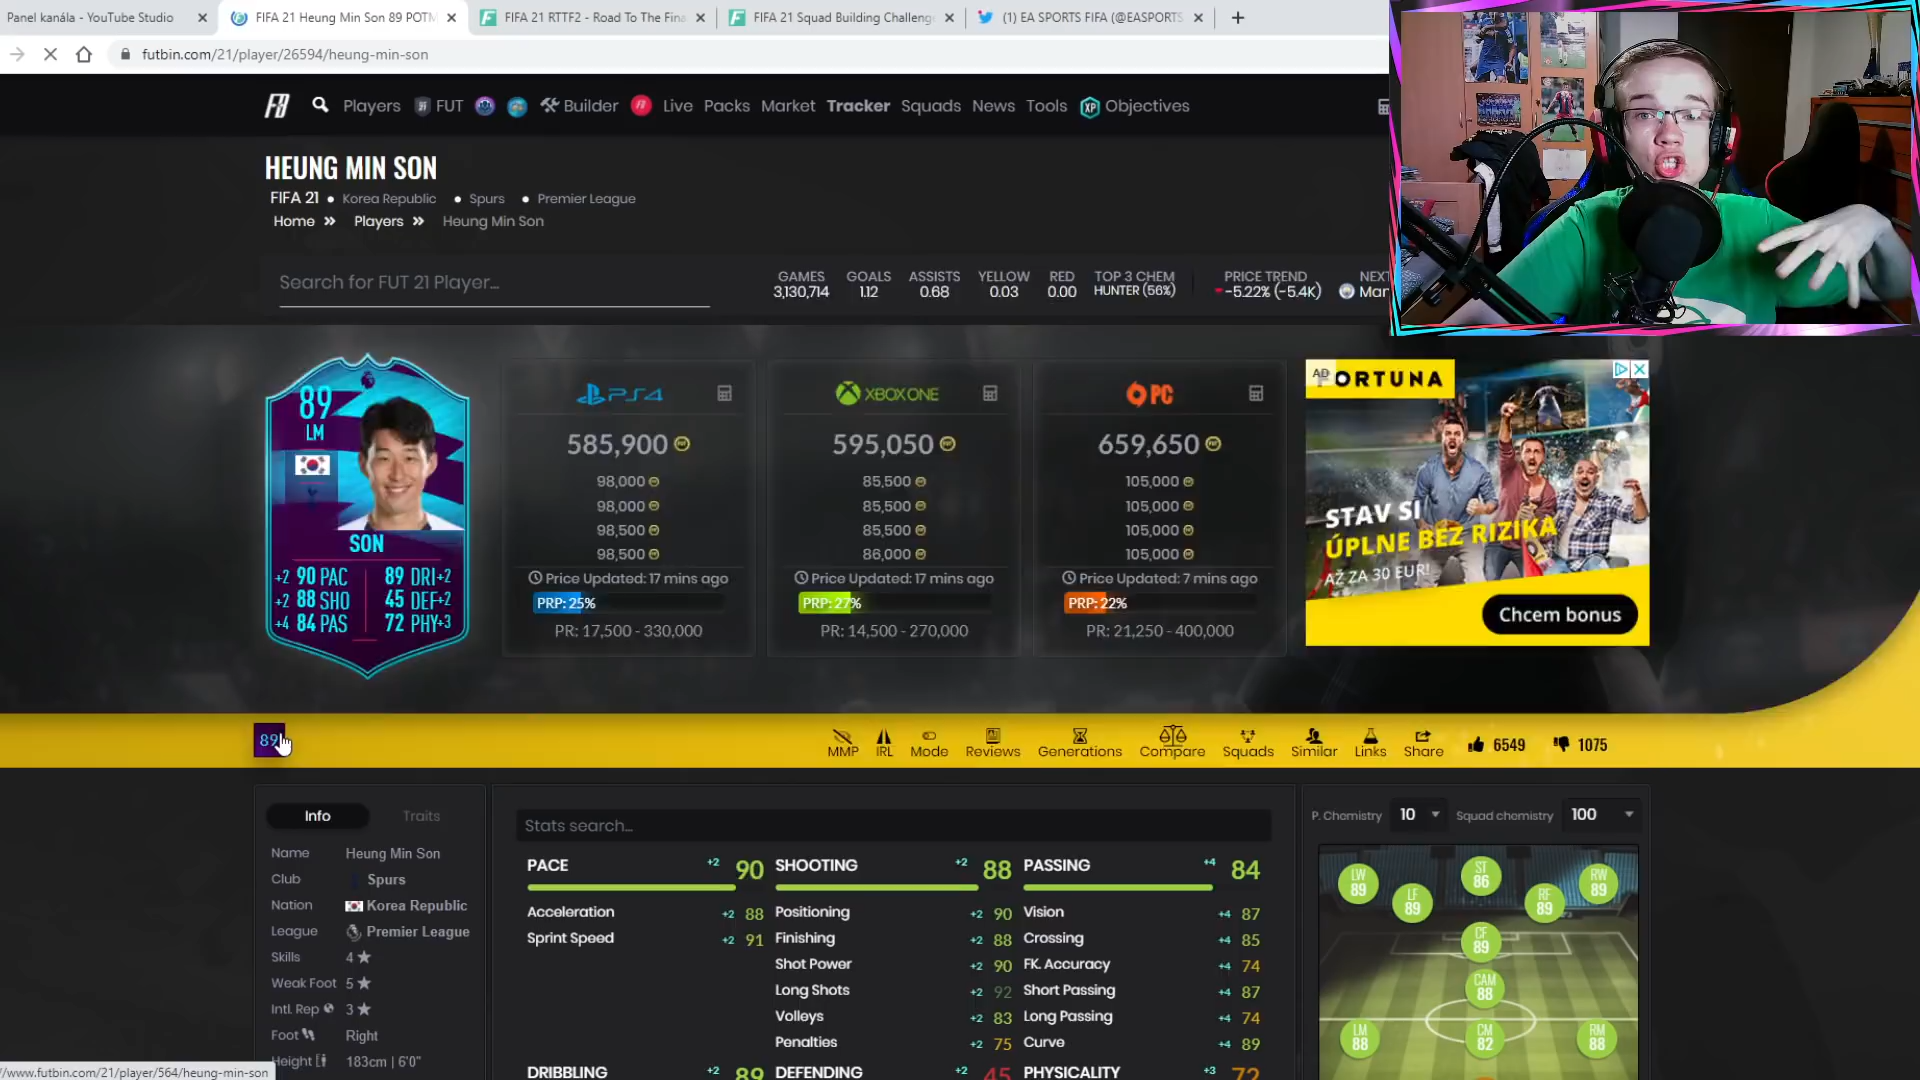 Panel kanála - YouTube Studio
FIFA 21 Heung Min Son 89 POTM
FIFA 21 RTTF2 - Road To The Fina
FIFA 21 Squad Building Challeng
(1) EA SPORTS FIFA (@EASPORTS
futbin.com/21/player/26594/heung-min-son
Players FUT Builder Live Packs Market Tracker Squads News Tools XP Objectives
HEUNG MIN SON
FIFA 21 • Korea Republic • Spurs • Premier League
Home » Players » Heung Min Son
Search for FUT 21 Player...
GAMES GOALS ASSISTS YELLOW RED TOP 3 CHEM PRICE TREND NEXT
3,130,714 1.12 0.68 0.03 0.00 HUNTER (56%) -5.22% (-5.4K) Man
89
LM
SON
+2 90 PAC 89 DRI +2
+2 88 SHO 45 DEF +2
+4 84 PAS 72 PHY +3
PS4
585,900
98,000
98,000
98,500
98,500
Price Updated: 17 mins ago
PRP: 25%
PR: 17,500 - 330,000
XBOX ONE
595,050
85,500
85,500
85,500
86,000
Price Updated: 17 mins ago
PRP: 27%
PR: 14,500 - 270,000
PC
659,650
105,000
105,000
105,000
105,000
Price Updated: 7 mins ago
PRP: 22%
PR: 21,250 - 400,000
AD
FORTUNA
STAV SI
ÚPLNE BEZ RIZIKA
AŽ ZA 30 EUR!
Chcem bonus
89
MMP IRL Mode Reviews Generations Compare Squads Similar Links Share 6549 1075
Info Traits
Name Heung Min Son
Club Spurs
Nation Korea Republic
League Premier League
Skills 4
Weak Foot 5
Intl. Rep 3
Foot Right
Height 183cm | 6'0"
Stats search...
PACE +2 90
Acceleration +2 88
Sprint Speed +2 91
SHOOTING +2 88
Positioning +2 90
Finishing +2 88
Shot Power +2 90
Long Shots +2 92
Volleys +2 83
Penalties +2 75
PASSING +4 84
Vision +4 87
Crossing +4 85
FK. Accuracy +4 74
Short Passing +4 87
Long Passing +4 74
Curve +4 89
DRIBBLING +2 89
DEFENDING +2 45
PHYSICALITY +3 72
P. Chemistry 10 Squad chemistry 100
LW 89
LF 89
ST 86
RF 89
RW 89
CF 89
CAM 88
LM 88
CM 82
RM 88
//www.futbin.com/21/player/564/heung-min-son